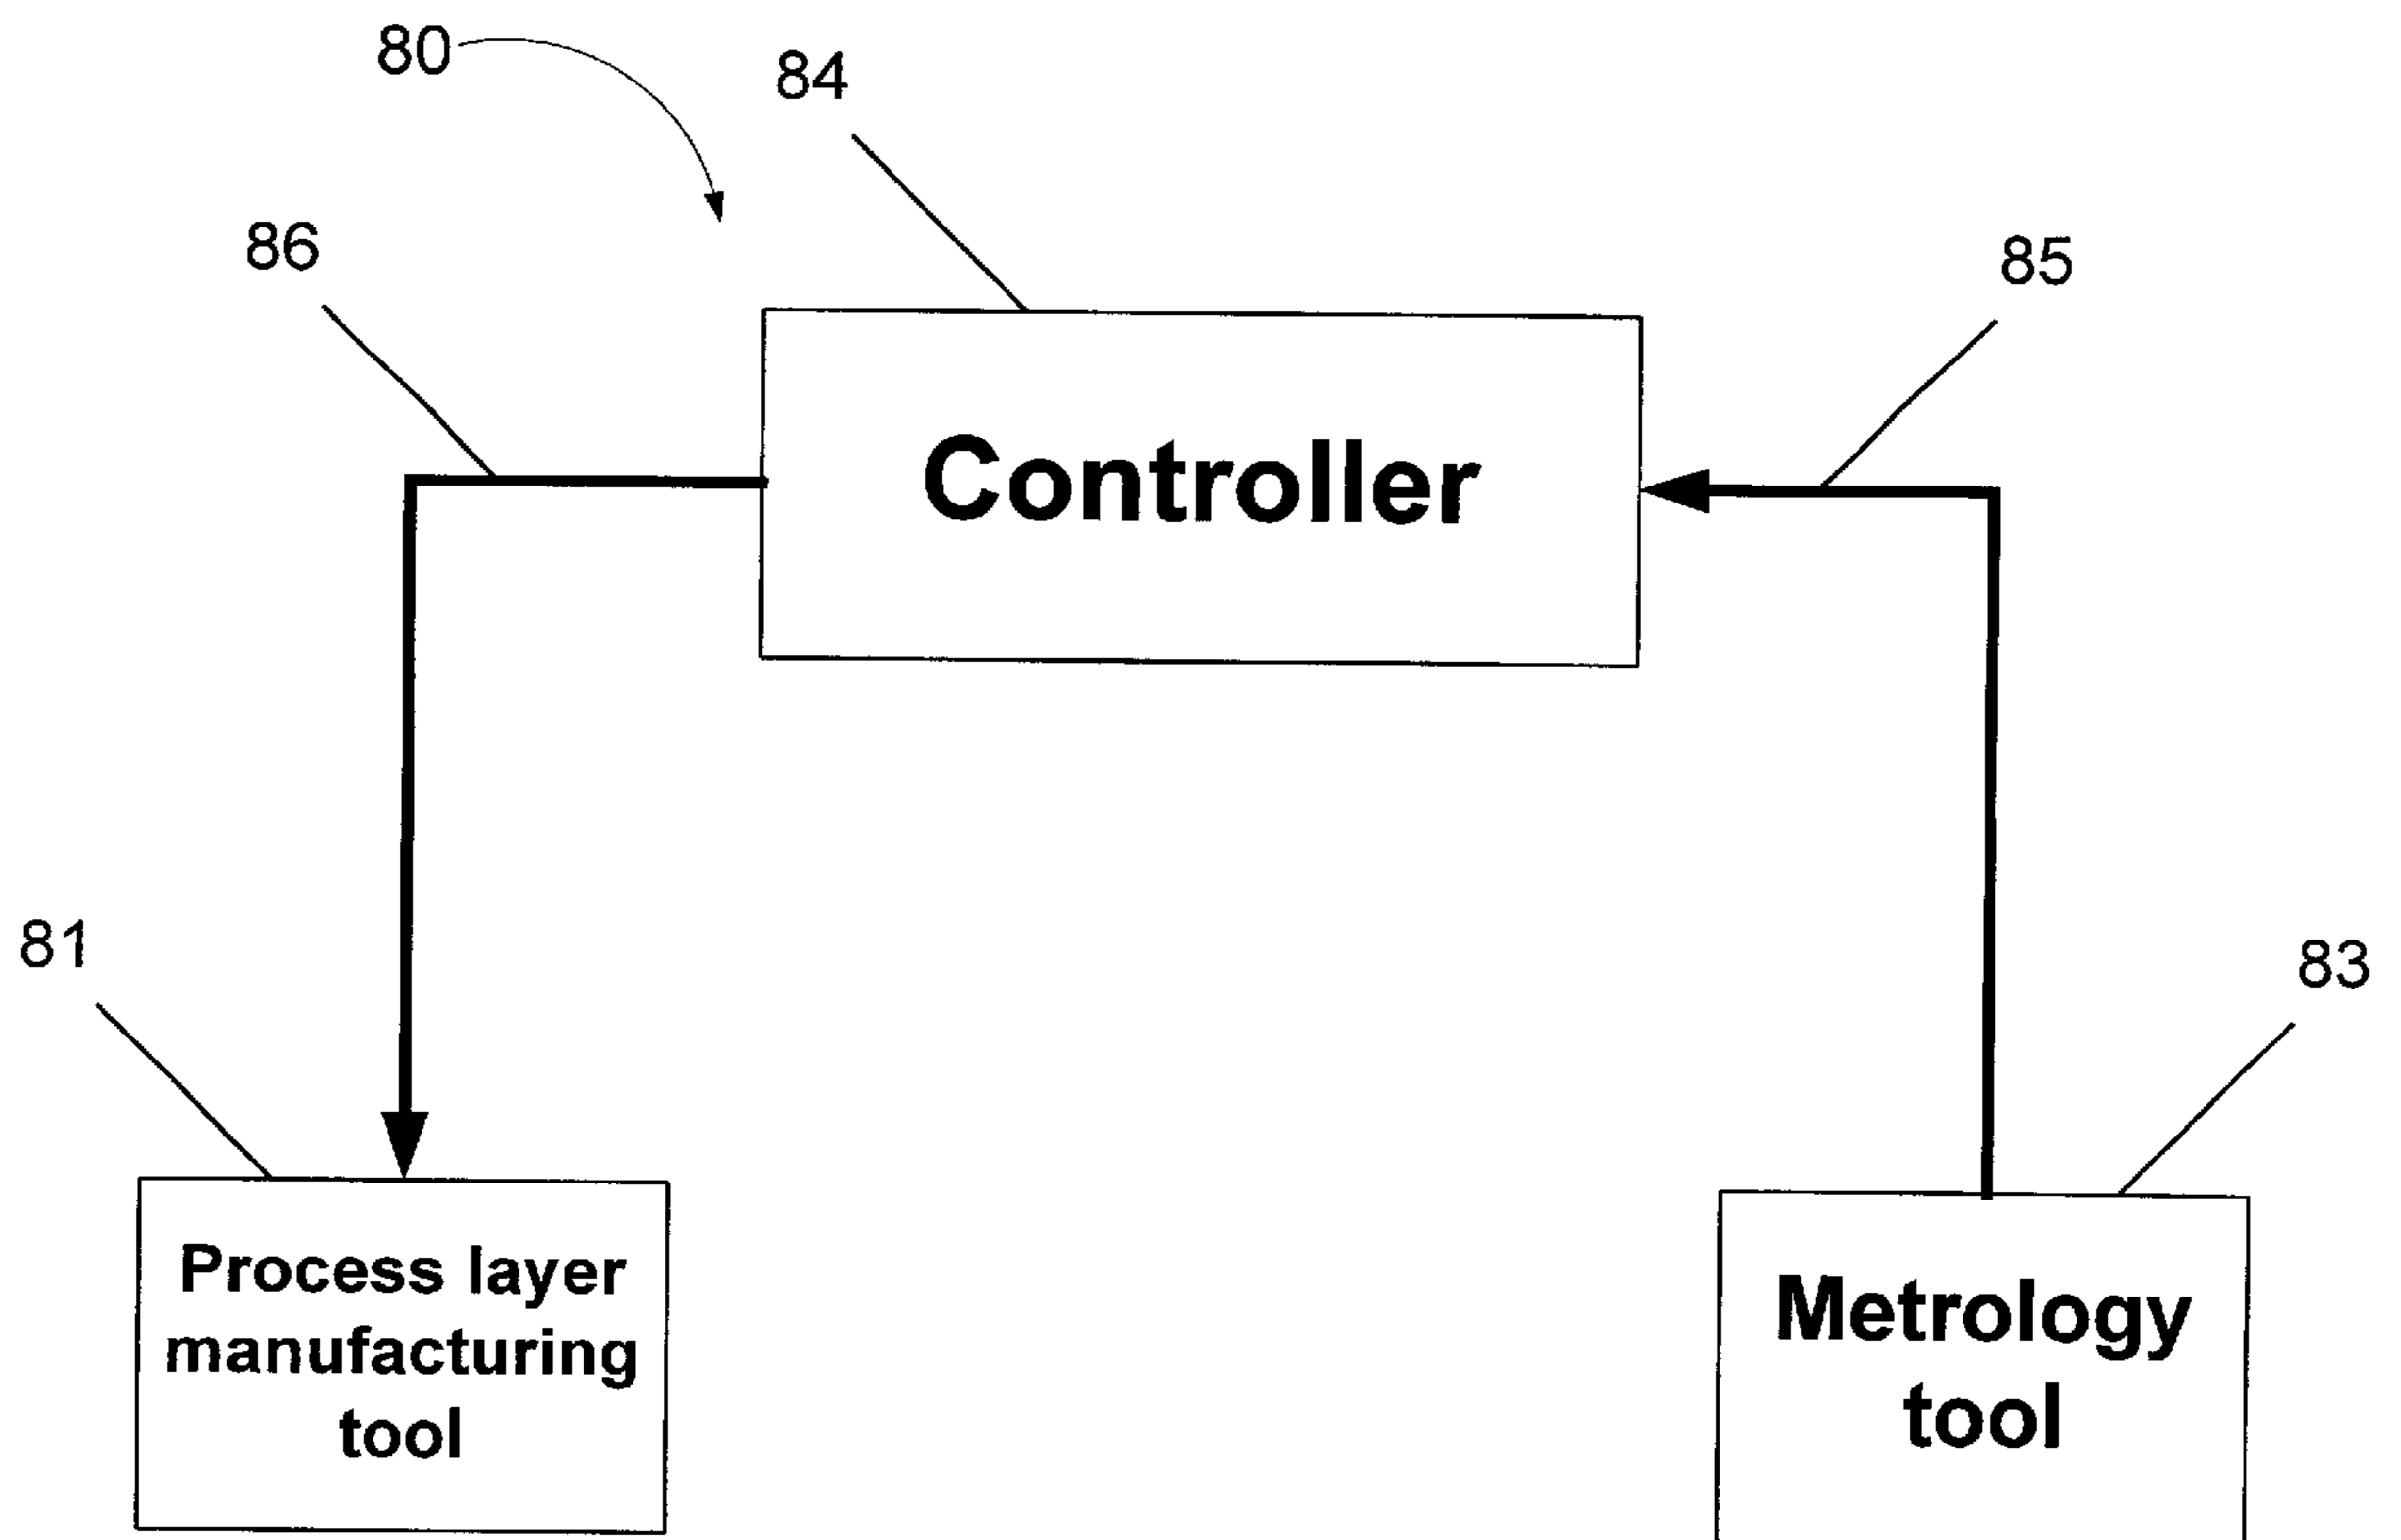 80
84
86
85
Controller
81
83
Process layer
manufacturing
tool
Metrology
tool